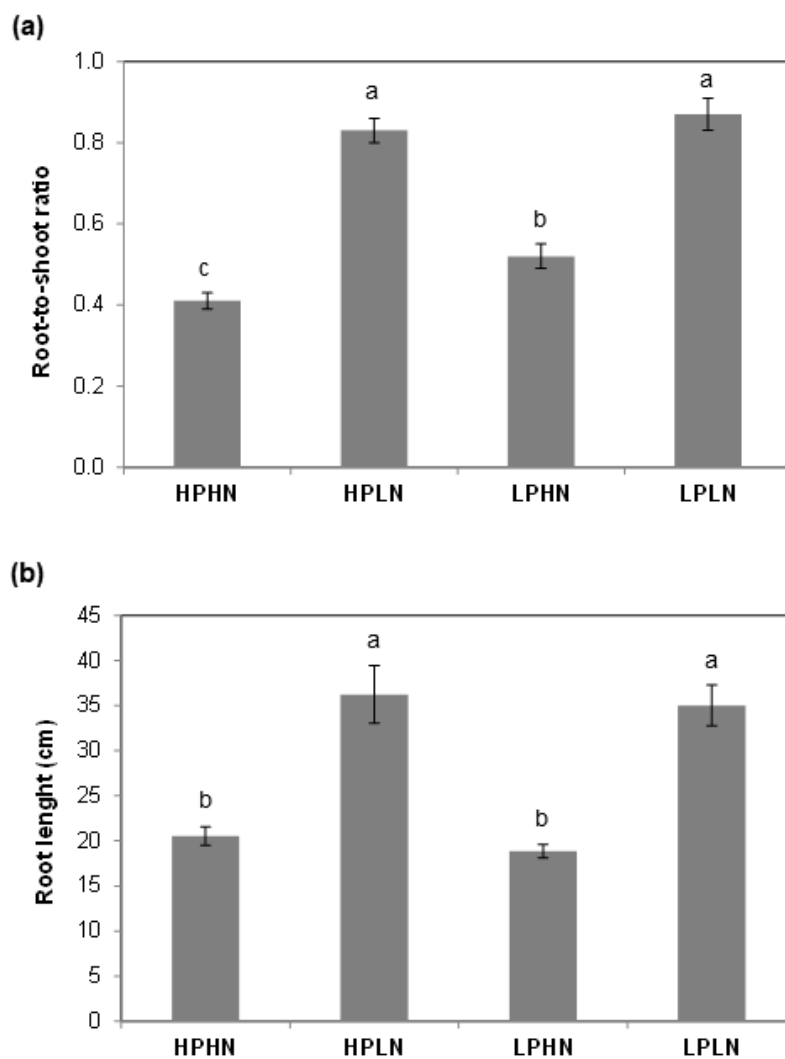 (a)
1.0
0.8
0.6
0.4
0.2
0.0
Root-to-shoot ratio
c
a
b
a
HPHN HPLN LPHN LPLN
(b)
45
40
35
30
25
20
15
10
5
0
Root lenght (cm)
b
a
b
a
HPHN HPLN LPHN LPLN